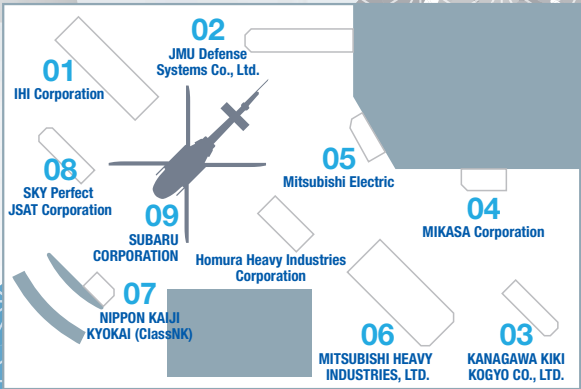 01
IHI Corporation
02
JMU Defense
Systems Co., Ltd.
08
SKY Perfect
JSAT Corporation
09
SUBARU
CORPORATION
05
Mitsubishi Electric
04
MIKASA Corporation
Homura Heavy Industries
Corporation
07
NIPPON KAIJI
KYOKAI (ClassNK)
06
MITSUBISHI HEAVY
INDUSTRIES, LTD.
03
KANAGAWA KIKI
KOGYO CO., LTD.